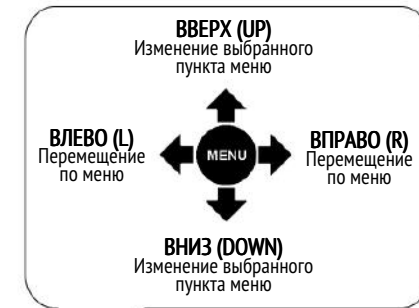 ВВЕРХ (UP)
Изменение выбранного
пункта меню
ВЛЕВО (L)
Перемещение
по меню
MENU
ВПРАВО (R)
Перемещение
по меню
ВНИЗ (DOWN)
Изменение выбранного
пункта меню